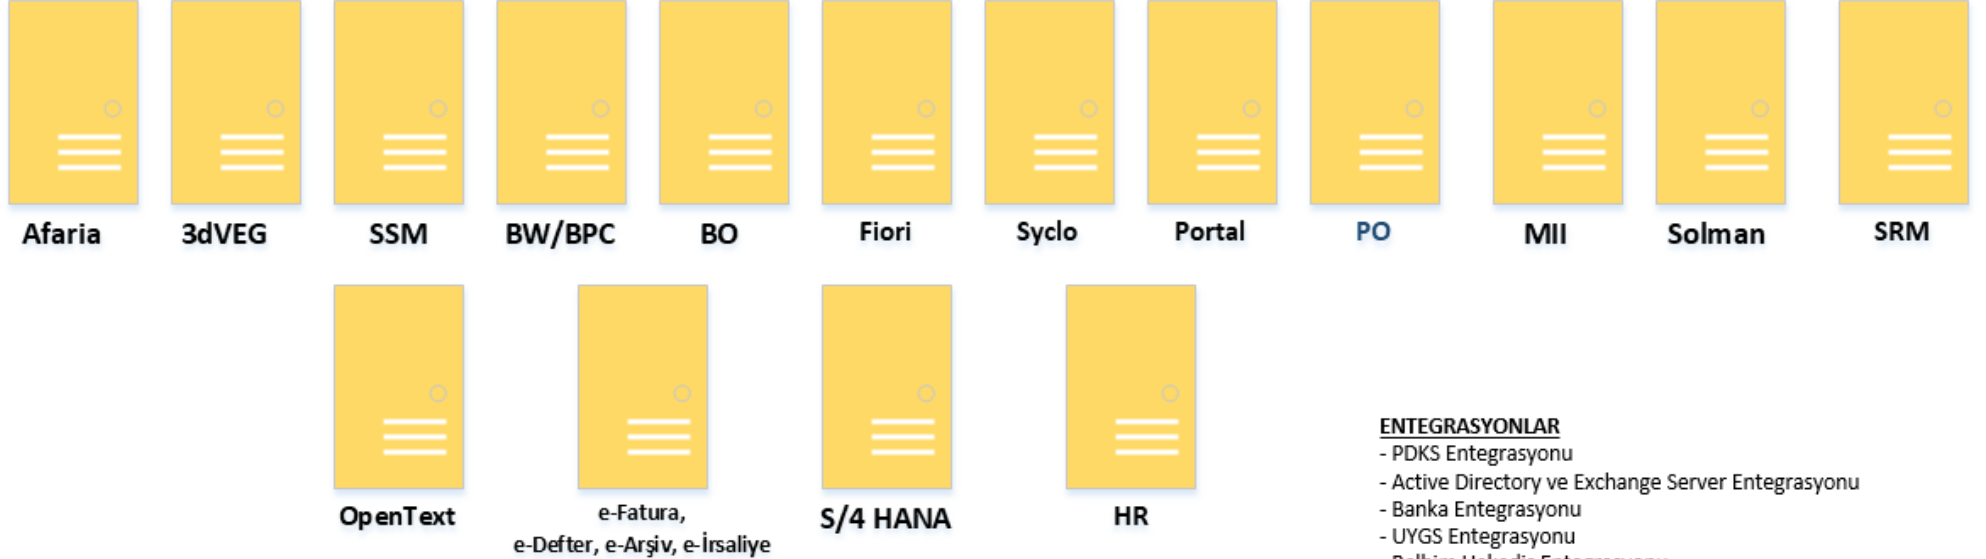 Afaria 3dVEG SSM BW/BPC BO Fiori Syclo Portal PO MII Solman SRM
OpenText e-Fatura, S/4 HANA HR
e-Defter, e-Arşiv, e-İrsaliye
ENTEGRASYONLAR
- PDKS Entegrasyonu
- Active Directory ve Exchange Server Entegrasyonu
- Banka Entegrasyonu
- UYGS Entegrasyonu